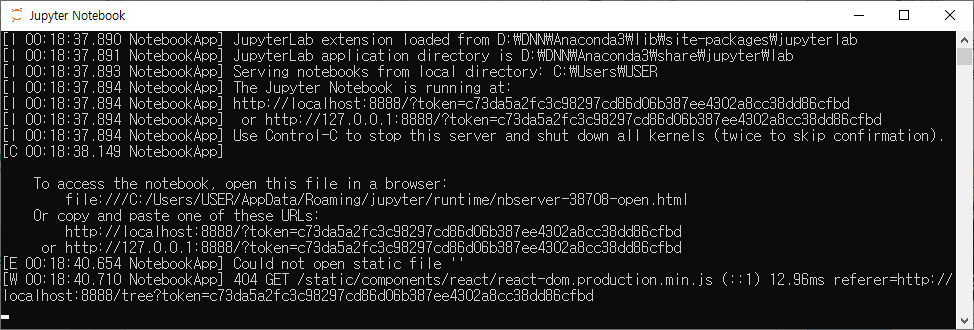 Jupyter Notebook
[I 00:18:37.890 NotebookApp] JupyterLab extension loaded from D:₩DNN₩Anaconda3₩lib₩site-packages₩jupyterlab
[I 00:18:37.891 NotebookApp] JupyterLab application directory is D:₩DNN₩Anaconda3₩share₩jupyter₩lab
[I 00:18:37.893 NotebookApp] Serving notebooks from local directory: C:₩Users₩USER
[I 00:18:37.894 NotebookApp] The Jupyter Notebook is running at:
[I 00:18:37.894 NotebookApp] http://localhost:8888/?token=c73da5a2fc3c98297cd86d06b387ee4302a8cc38dd86cfbd
[I 00:18:37.894 NotebookApp]  or http://127.0.0.1:8888/?token=c73da5a2fc3c98297cd86d06b387ee4302a8cc38dd86cfbd
[I 00:18:37.894 NotebookApp] Use Control-C to stop this server and shut down all kernels (twice to skip confirmation).
[C 00:18:38.149 NotebookApp]
To access the notebook, open this file in a browser:
file:///C:/Users/USER/AppData/Roaming/jupyter/runtime/nbserver-38708-open.html
Or copy and paste one of these URLs:
http://localhost:8888/?token=c73da5a2fc3c98297cd86d06b387ee4302a8cc38dd86cfbd
or http://127.0.0.1:8888/?token=c73da5a2fc3c98297cd86d06b387ee4302a8cc38dd86cfbd
[E 00:18:40.654 NotebookApp] Could not open static file ''
[W 00:18:40.710 NotebookApp] 404 GET /static/components/react/react-dom.production.min.js (::1) 12.96ms referer=http://
localhost:8888/tree?token=c73da5a2fc3c98297cd86d06b387ee4302a8cc38dd86cfbd